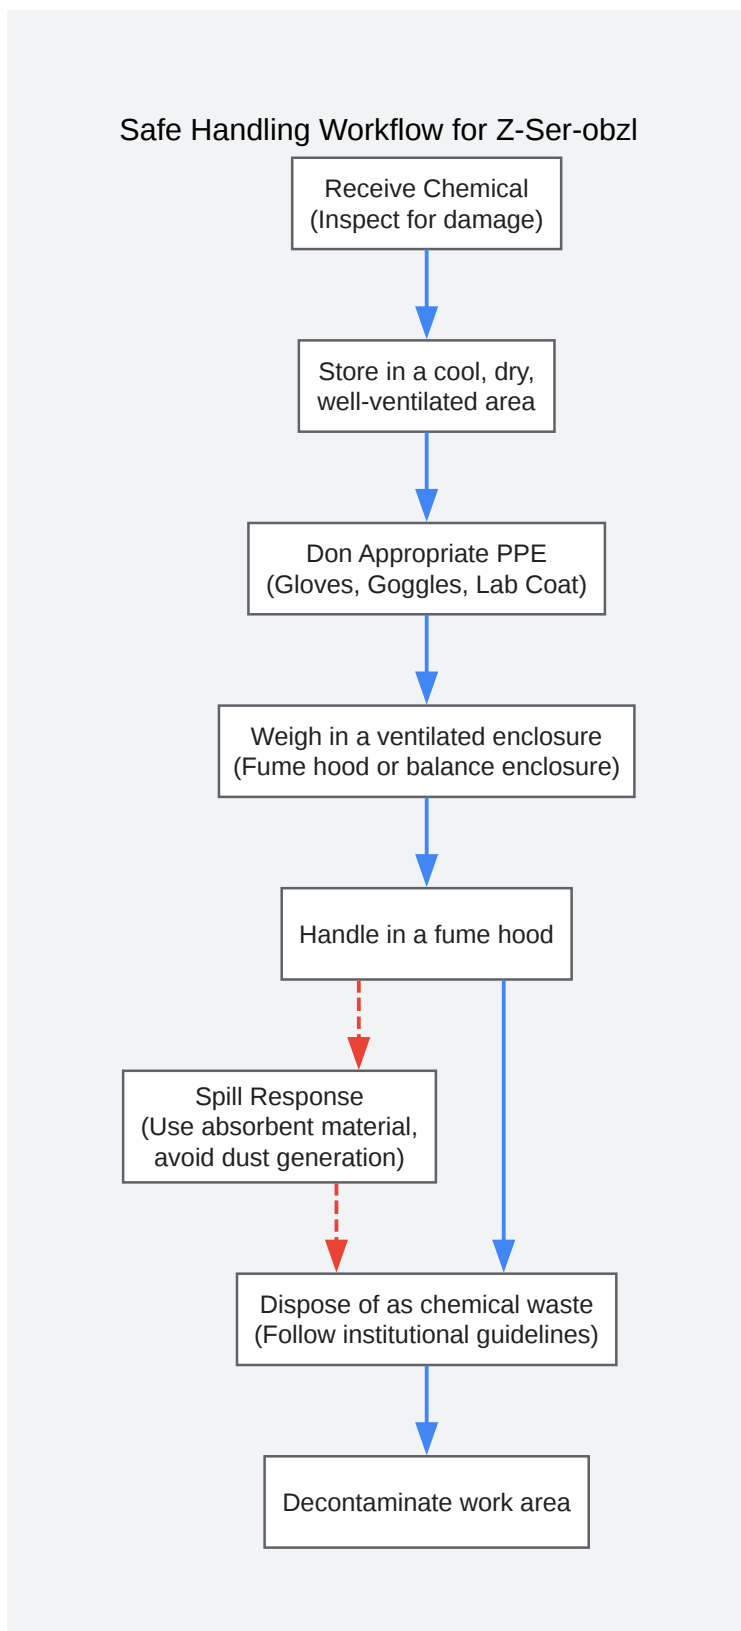 Safe Handling Workflow for Z-Ser-obzl
Receive Chemical
(Inspect for damage)
Store in a cool, dry,
well-ventilated area
Don Appropriate PPE
(Gloves, Goggles, Lab Coat)
Weigh in a ventilated enclosure
(Fume hood or balance enclosure)
Handle in a fume hood
Spill Response
(Use absorbent material,
avoid dust generation)
Dispose of as chemical waste
(Follow institutional guidelines)
Decontaminate work area